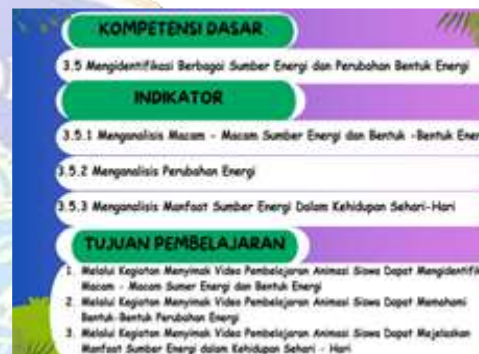 KOMPETENSI DASAR
3.5 Mengidentifikasi Berbagai Sumber Energi dan Perubahan Bentuk Energi
INDIKATOR
3.5.1 Menganalisis Macam - Macam Sumber Energi dan Bentuk -Bentuk Ener
3.5.2 Menganalisis Perubahan Energi
3.5.3 Menganalisis Manfaat Sumber Energi Dalam Kehidupan Sehari-Hari
TUJUAN PEMBELAJARAN
1. Melalui Kegiatan Menyimak Video Pembelajaran Animasi Siswa Dapat Mengidentifik
Macam - Macam Sumer Energi dan Bentuk Energi
2. Melalui Kegiatan Menyimak Video Pembelajaran Animasi Siswa Dapat Memahami
Bentuk-Bentuk Perubahan Energi
3. Melalui Kegiatan Menyimak Video Pembelajaran Animasi Siswa Dapat Mejelaskan
Manfaat Sumber Energi dalam Kehidupan Sehari - Hari